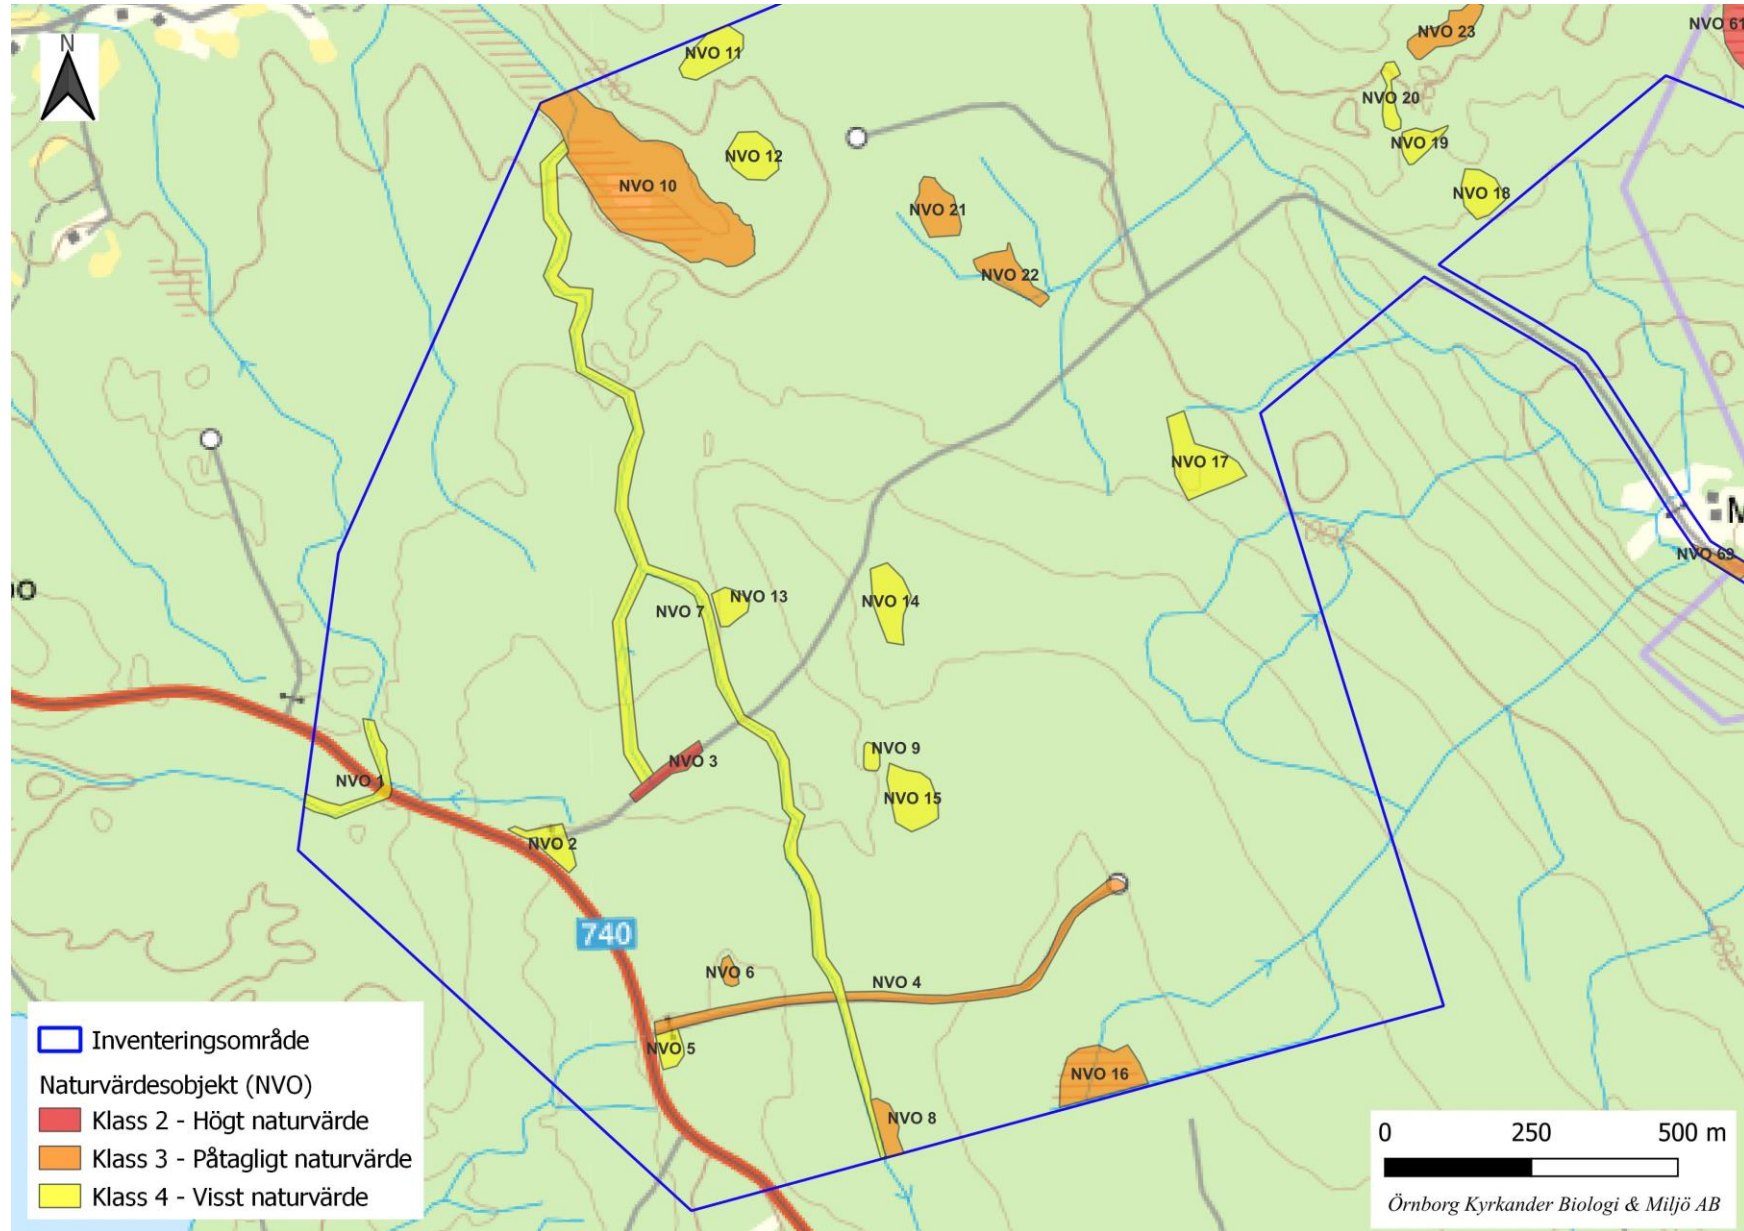 N
NVO 11
NVO 23
NVO 61
NVO 20
NVO 12
NVO 19
NVO 10
NVO 18
NVO 21
NVO 22
NVO 17
M
NVO 69
NVO 14
NVO 13
NVO 7
NVO 9
NVO 3
NVO 1
NVO 15
NVO 2
740
NVO 6
NVO 4
NVO 5
NVO 16
NVO 8
Inventeringsområde
Naturvärdesobjekt (NVO)
Klass 2 - Högt naturvärde
Klass 3 - Påtagligt naturvärde
Klass 4 - Visst naturvärde
0 250 500 m
Örnborg Kyrkander Biologi & Miljö AB